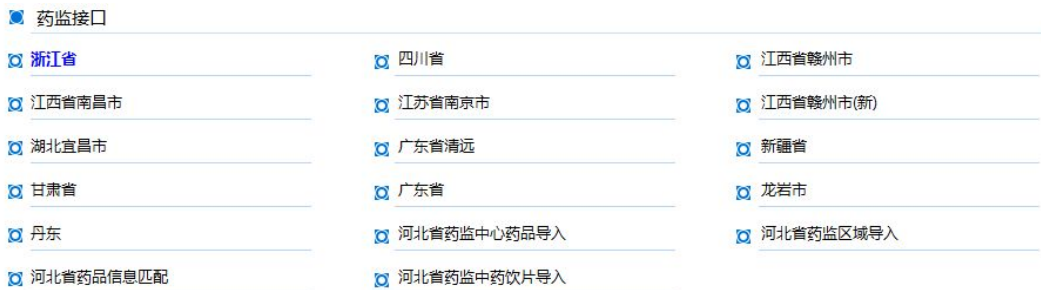 药监接口
浙江省 四川省 江西省赣州市
江西省南昌市 江苏省南京市 江西省赣州市(新)
湖北宜昌市 广东省清远 新疆省
甘肃省 广东省 龙岩市
丹东 河北省药监中心药品导入 河北省药监区域导入
河北省药品信息匹配 河北省药监中药饮片导入